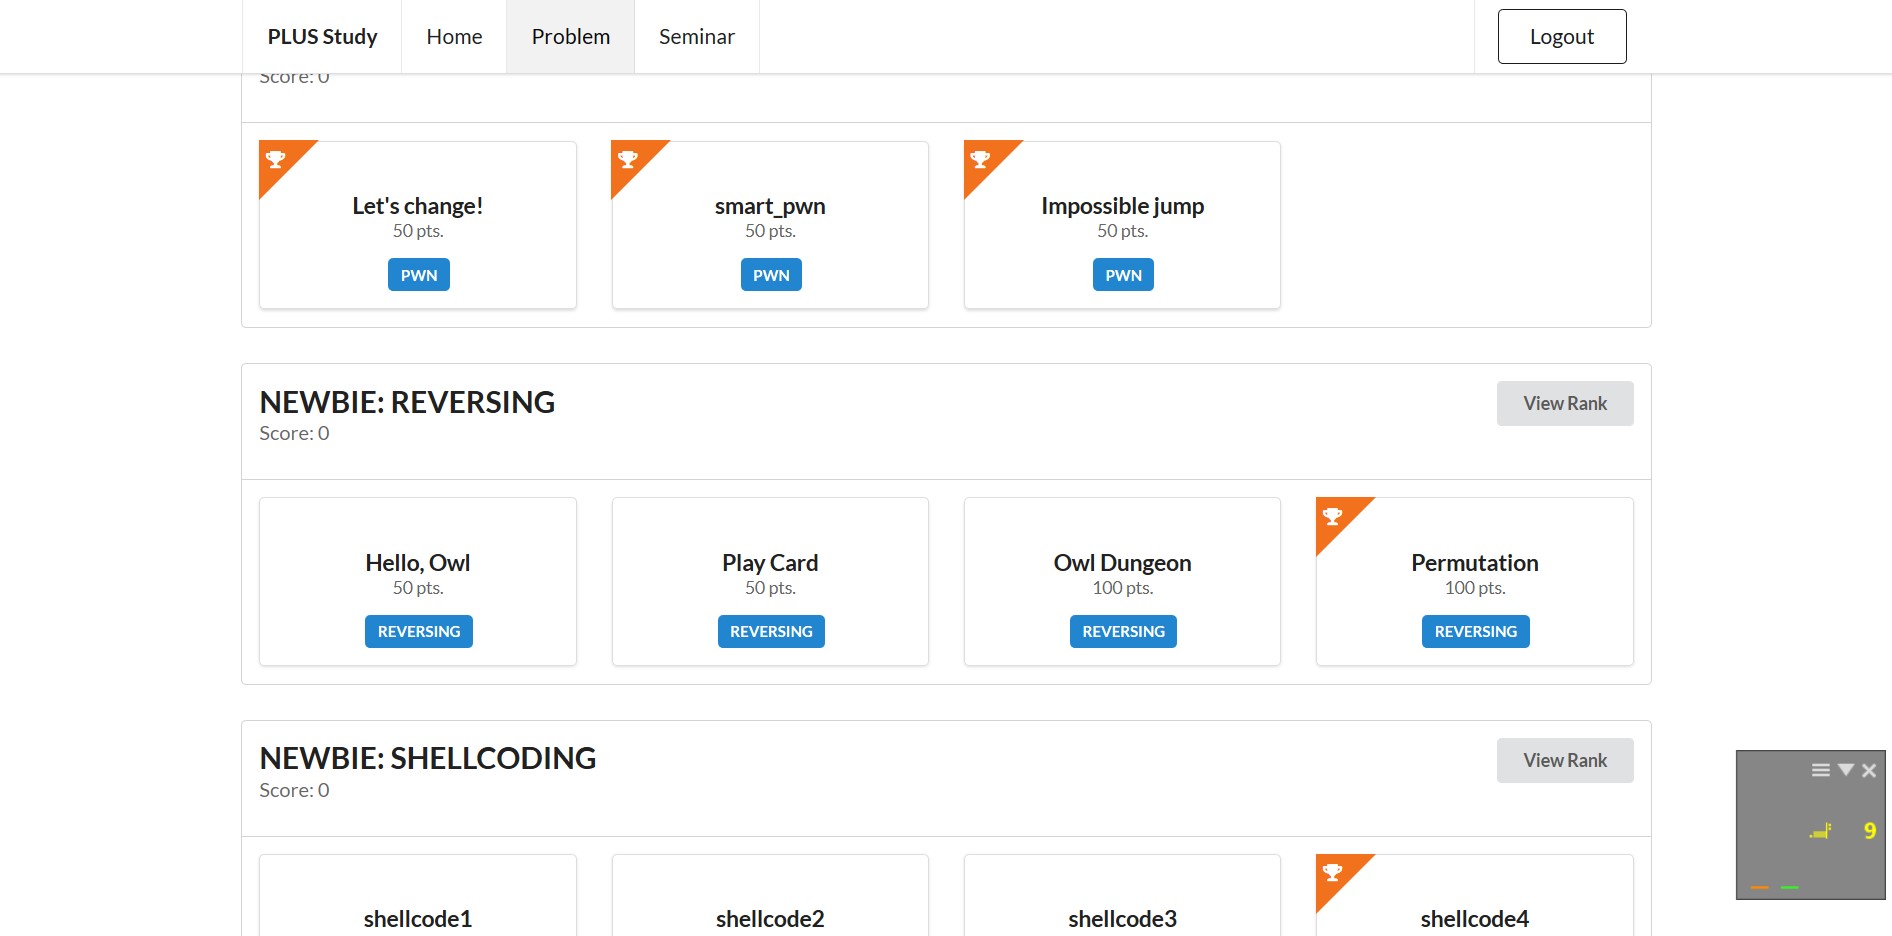 PLUS Study Home Problem Seminar Logout
Score: 0
Let's change! smart_pwn Impossible jump
50 pts. 50 pts. 50 pts.
PWN PWN PWN
NEWBIE: REVERSING View Rank
Score: 0
Hello, Owl Play Card Owl Dungeon Permutation
50 pts. 50 pts. 100 pts. 100 pts.
REVERSING REVERSING REVERSING REVERSING
NEWBIE: SHELLCODING View Rank
Score: 0
9
shellcode1 shellcode2 shellcode3 shellcode4